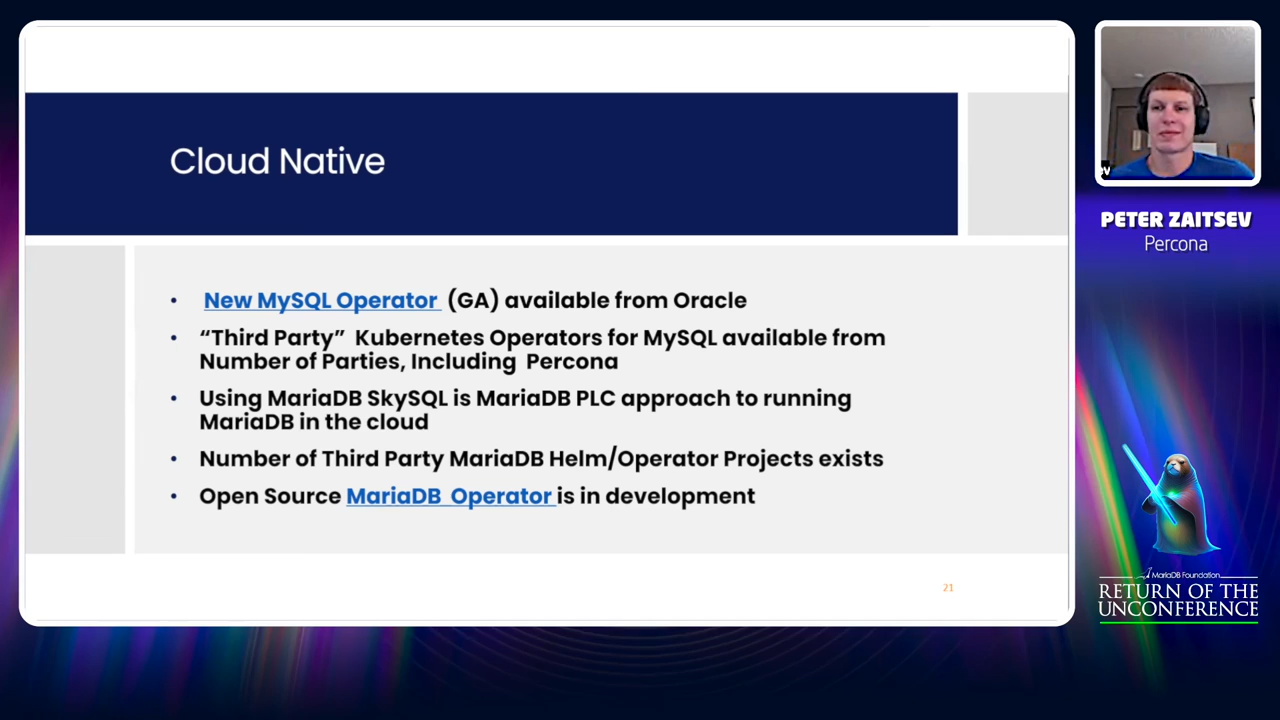 Cloud Native
• New MySQL Operator (GA) available from Oracle
• “Third Party” Kubernetes Operators for MySQL available from
Number of Parties, Including Percona
• Using MariaDB SkySQL is MariaDB PLC approach to running
MariaDB in the cloud
• Number of Third Party MariaDB Helm/Operator Projects exists
• Open Source MariaDB Operator is in development
21
PETER ZAITSEV
Percona
MariaDB Foundation
RETURN OF THE
UNCONFERENCE